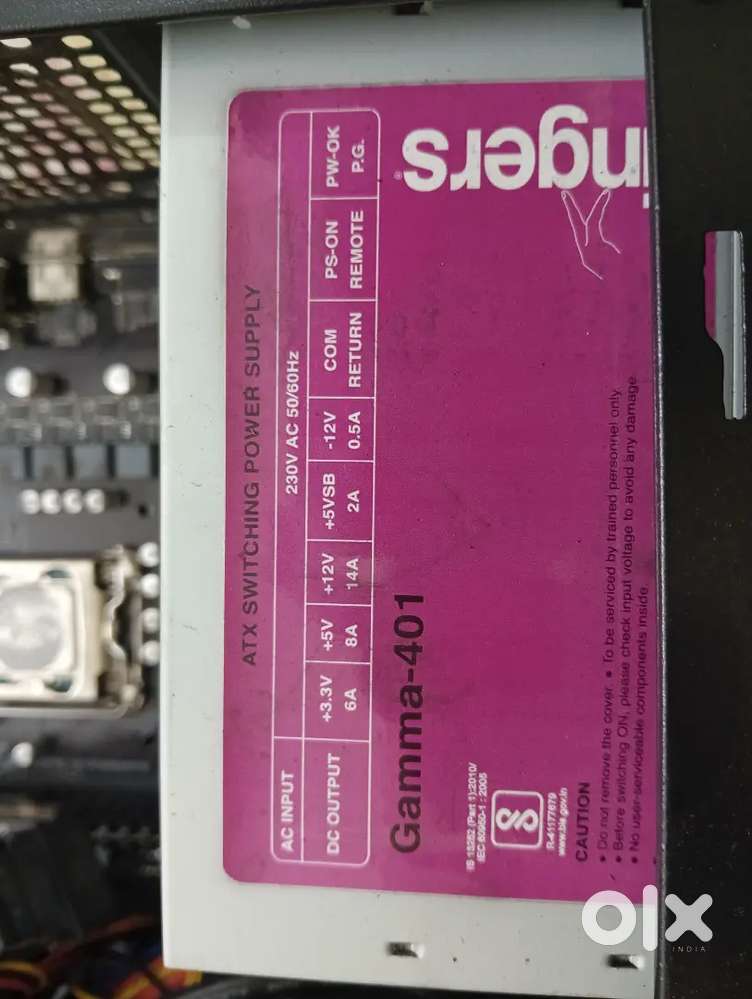 ATX SWITCHING POWER SUPPLY
AC INPUT 230V AC 50/60Hz
DC OUTPUT +3.3V +5V +12V +5VSB -12V COM PS-ON PW-OK
6A 8A 14A 2A 0.5A RETURN REMOTE P.G.
Gamma-401
ingers®
IS 13252 (Part 1):2010/
IEC 60950-1 : 2005
R-41177679
www.bis.gov.in
CAUTION
• Do not remove the cover. • To be serviced by trained personnel only.
• Before switching ON, please check input voltage to avoid any damage.
• No user-serviceable components inside.
olx
INDIA